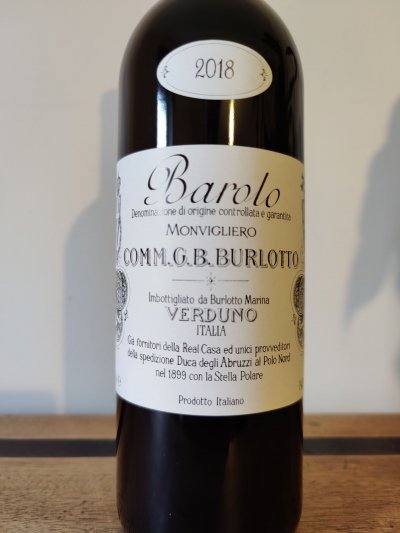 2018
Barolo
Denominazione di origine controllata e garantita
MONVIGLIERO
COMM. G.B. BURLOTTO
Imbottigliato da Burlotto Marina
VERDUNO
ITALIA
Già fornitori della Real Casa ed unici provveditori
della spedizione Duca degli Abruzzi al Polo Nord
nel 1899 con la Stella Polare
Prodotto Italiano